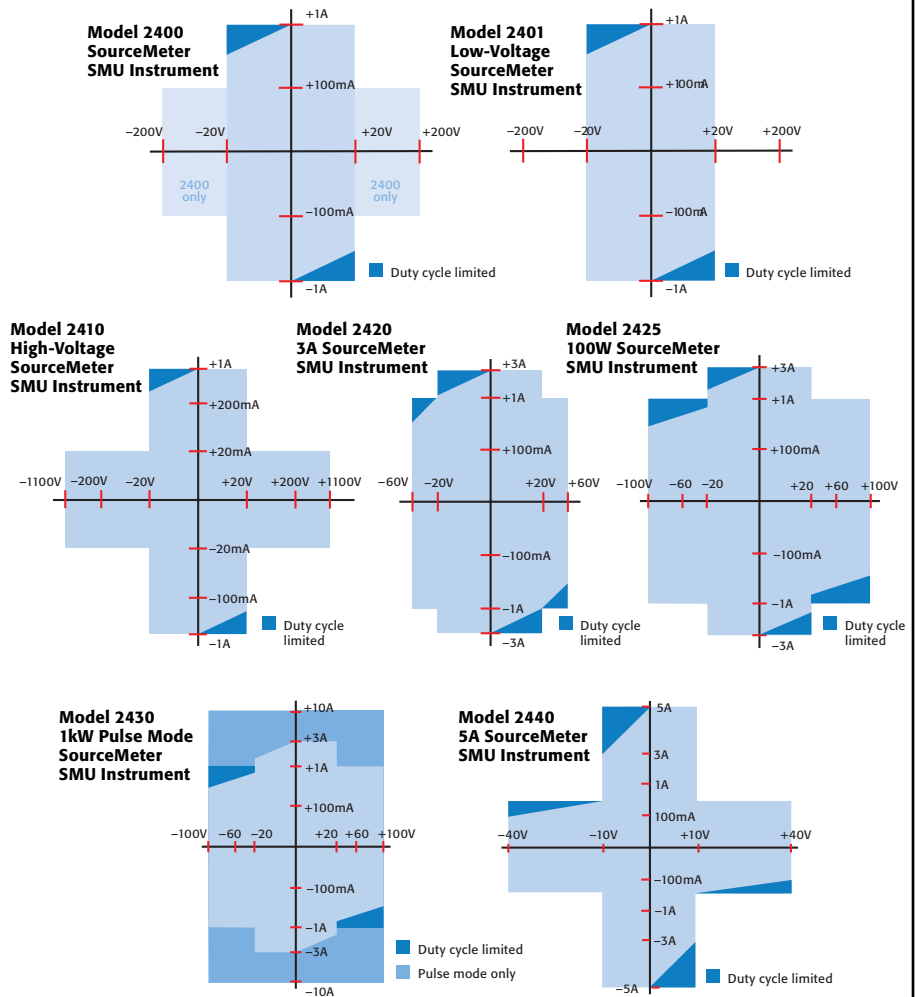 Model 2400
SourceMeter
SMU Instrument
+1A
+100mA
−200V
−20V
+20V
+200V
2400
only
2400
only
−100mA
−1A
Duty cycle limited
Model 2401
Low-Voltage
SourceMeter
SMU Instrument
+1A
+100mA
−200V
−20V
+20V
+200V
−100mA
−1A
Duty cycle limited
Model 2410
High-Voltage
SourceMeter
SMU Instrument
+1A
+200mA
+20mA
−1100V
−200V
−20V
+20V
+200V
+1100V
−20mA
−100mA
−1A
Duty cycle
limited
Model 2420
3A SourceMeter
SMU Instrument
+3A
+1A
+100mA
−60V
−20V
+20V
+60V
−100mA
−1A
−3A
Duty cycle
limited
Model 2425
100W SourceMeter
SMU Instrument
+3A
+1A
+100mA
−100V
−60
−20
+20
+60
+100V
−100mA
−1A
−3A
Duty cycle
limited
Model 2430
1kW Pulse Mode
SourceMeter
SMU Instrument
+10A
+3A
+1A
+100mA
−100V
−60
−20
+20
+60
+100V
−100mA
−1A
−3A
−10A
Duty cycle limited
Pulse mode only
Model 2440
5A SourceMeter
SMU Instrument
5A
3A
1A
100mA
−40V
−10V
+10V
+40V
−100mA
−1A
−3A
−5A
Duty cycle limited